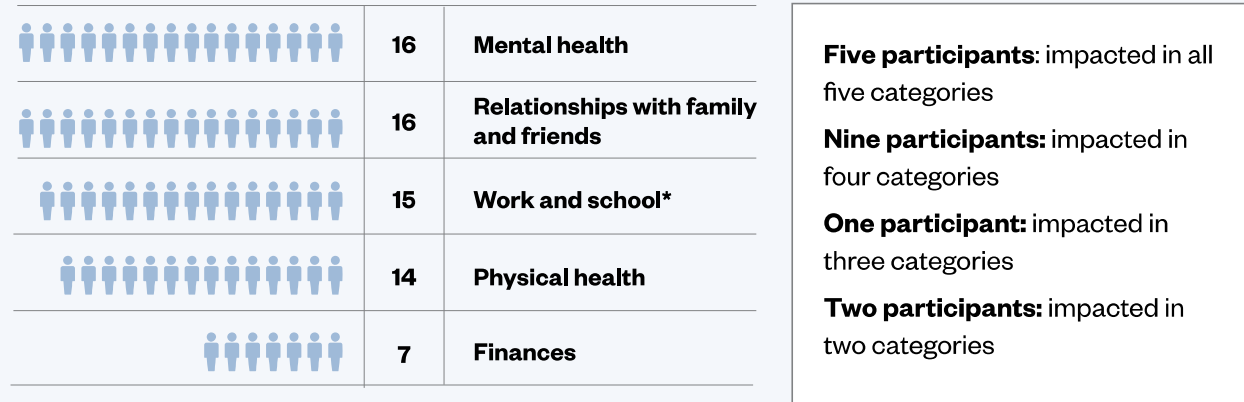 16 Mental health
16 Relationships with family
and friends
15 Work and school*
14 Physical health
7 Finances
Five participants: impacted in all
five categories
Nine participants: impacted in
four categories
One participant: impacted in
three categories
Two participants: impacted in
two categories